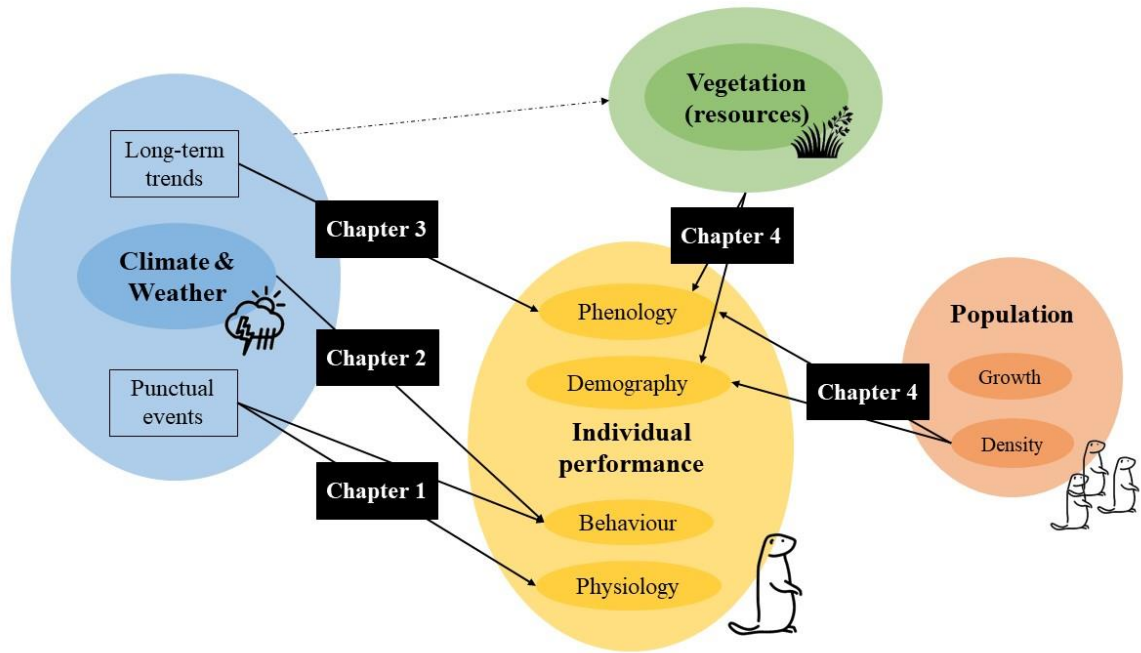 Vegetation
(resources)
Long-term
trends
Chapter 3
Chapter 4
Climate &
Weather
Phenology
Population
Chapter 2
Demography
Growth
Punctual
events
Chapter 4
Individual
performance
Density
Chapter 1
Behaviour
Physiology